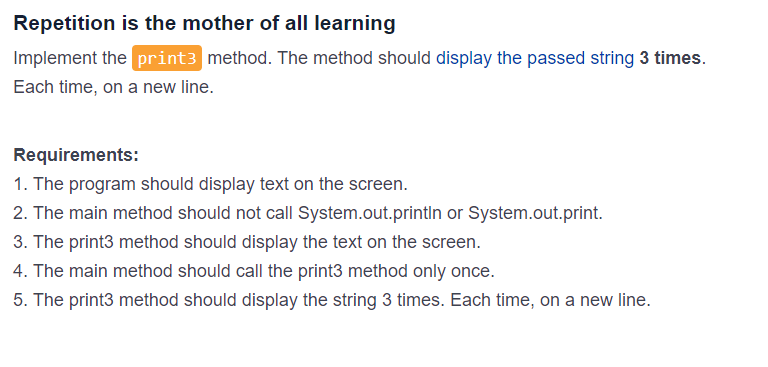 Repetition is the mother of all learning
Implement the print3 method. The method should display the passed string 3 times.
Each time, on a new line.
Requirements:
1. The program should display text on the screen.
2. The main method should not call System.out.println or System.out.print.
3. The print3 method should display the text on the screen.
4. The main method should call the print3 method only once.
5. The print3 method should display the string 3 times. Each time, on a new line.